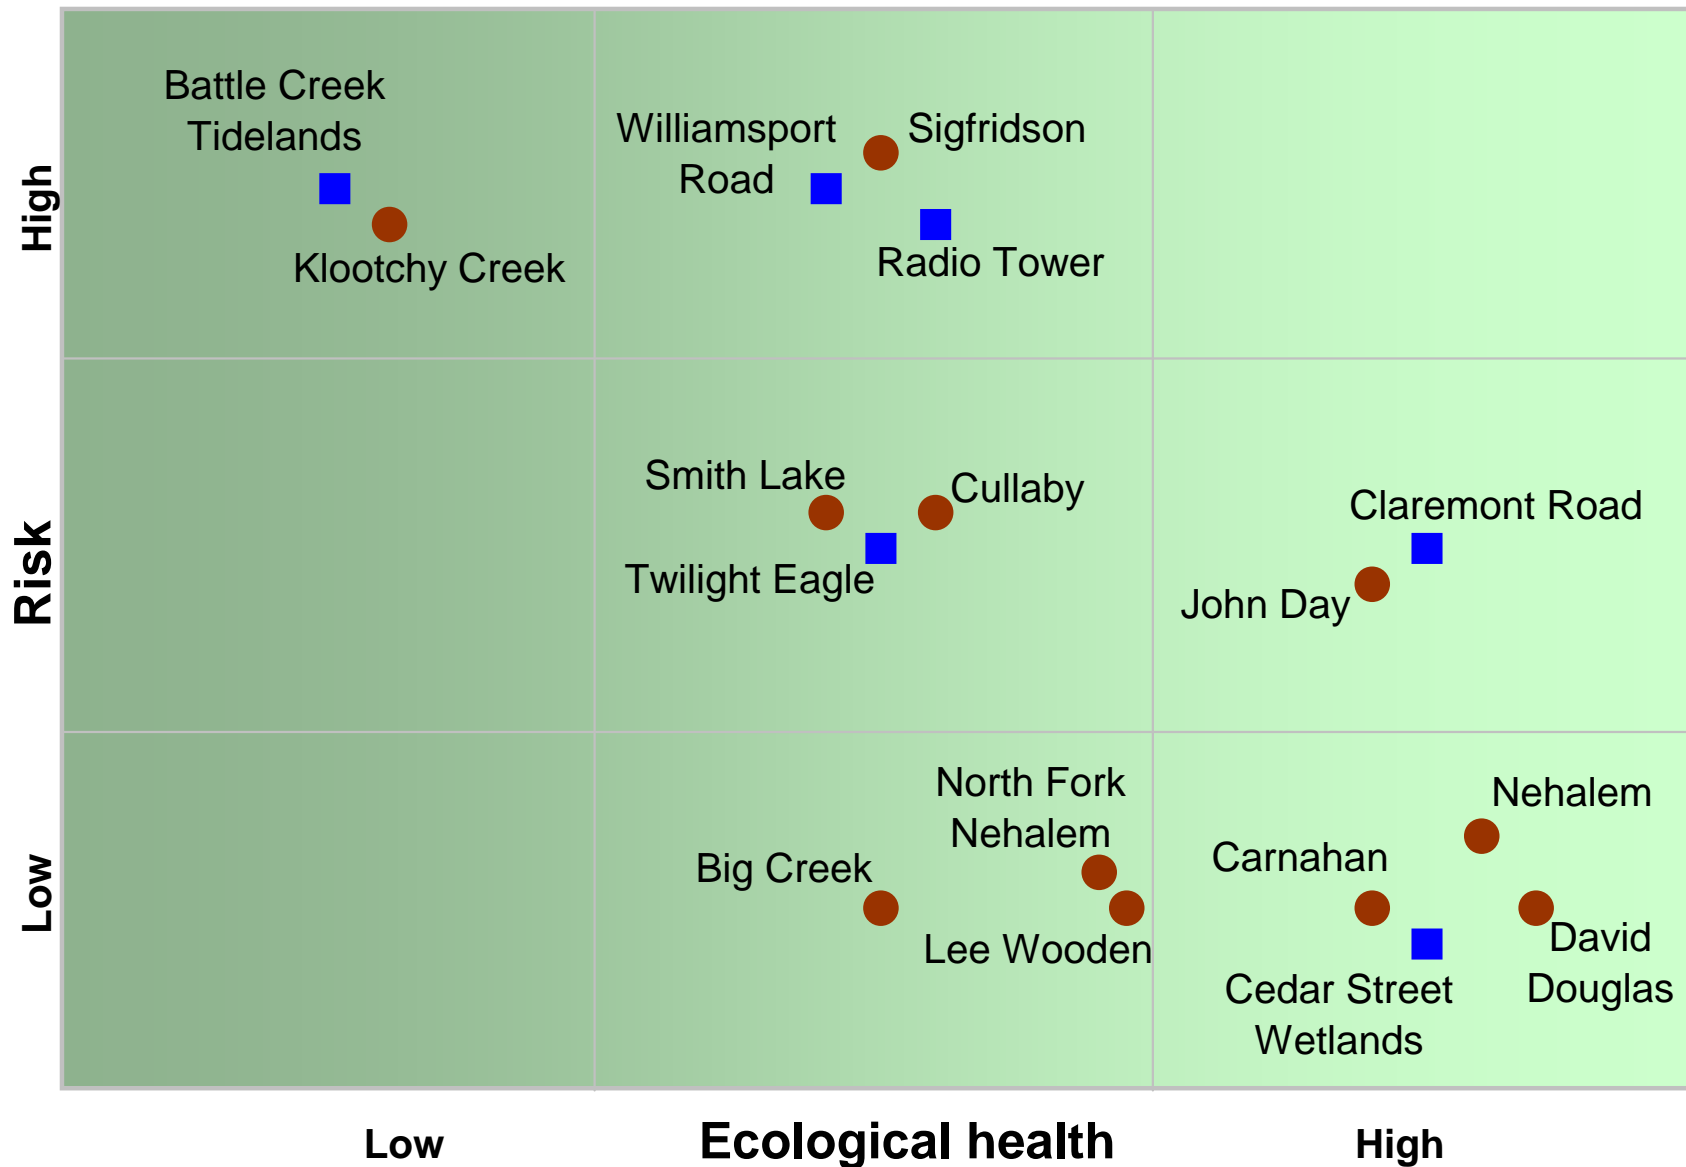 Battle Creek
Tidelands
Williamsport
Road
Sigfridson
Radio Tower
Klootchy Creek
High
Smith Lake
Cullaby
Twilight Eagle
Claremont Road
John Day
Risk
North Fork
Nehalem
Big Creek
Lee Wooden
Nehalem
Carnahan
David
Douglas
Cedar Street
Wetlands
Low
Low
Ecological health
High